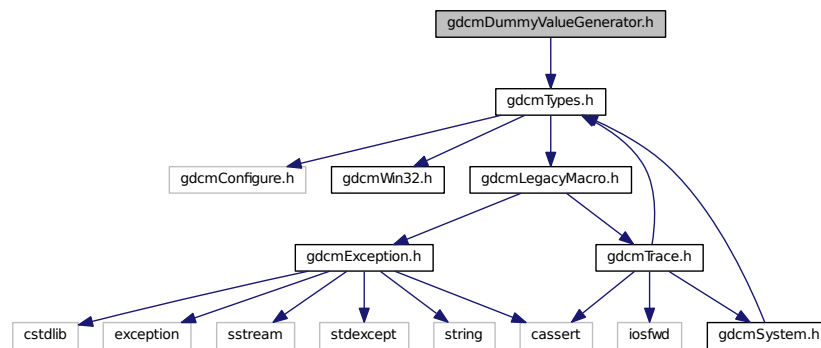 gdcmDummyValueGenerator.h
gdcmTypes.h
gdcmConfigure.h
gdcmWin32.h
gdcmLegacyMacro.h
gdcmException.h
gdcmTrace.h
cstdlib
exception
sstream
stdexcept
string
cassert
iosfwd
gdcmSystem.h